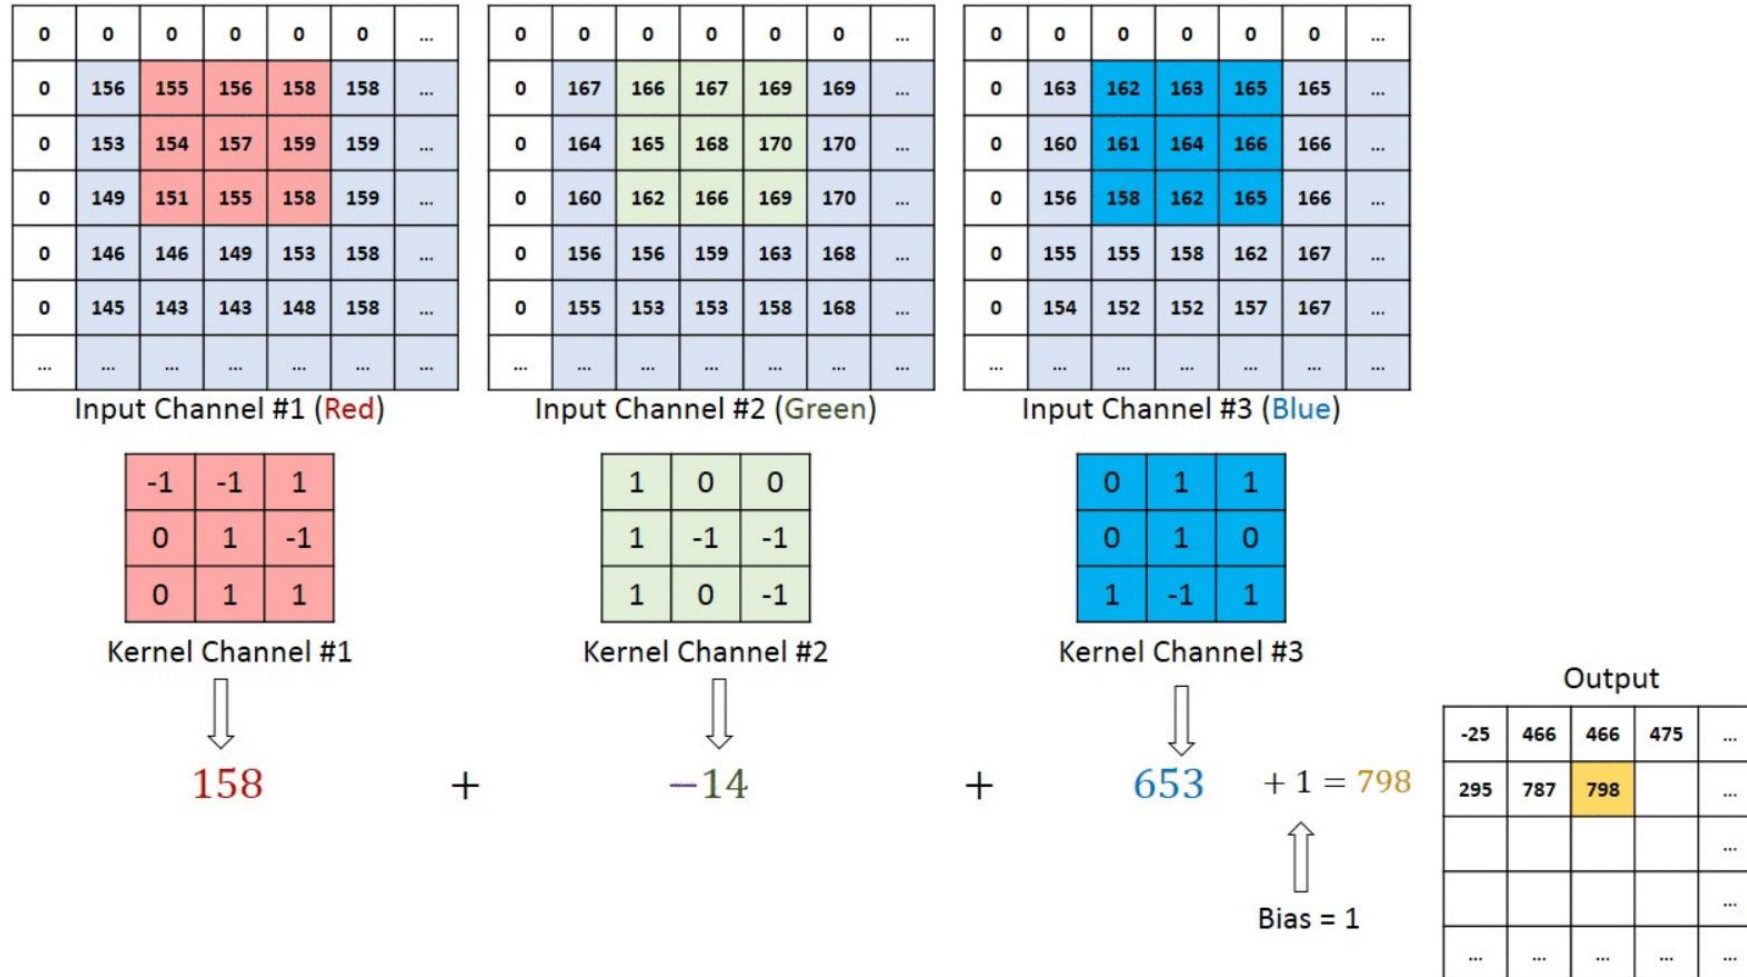 0 0 0 0 0 0 ... 0 0 0 0 0 0 ... 0 0 0 0 0 0 ...
0 156 155 156 158 158 ... 0 167 166 167 169 169 ... 0 163 162 163 165 165 ...
0 153 154 157 159 159 ... 0 164 165 168 170 170 ... 0 160 161 164 166 166 ...
0 149 151 155 158 159 ... 0 160 162 166 169 170 ... 0 156 158 162 165 166 ...
0 146 146 149 153 158 ... 0 156 156 159 163 168 ... 0 155 155 158 162 167 ...
0 145 143 143 148 158 ... 0 155 153 153 158 168 ... 0 154 152 152 157 167 ...
... ... ... ... ... ... ... ... ... ... ... ... ... ... ... ... ... ... ... ... ...
Input Channel #1 (Red) Input Channel #2 (Green) Input Channel #3 (Blue)
-1 -1 1 1 0 0 0 1 1
0 1 -1 1 -1 -1 0 1 0
0 1 1 1 0 -1 1 -1 1
Kernel Channel #1 Kernel Channel #2 Kernel Channel #3
158 + −14 + 653 + 1 = 798
Bias = 1
Output
-25 466 466 475 ...
295 787 798 ...
...
...
... ... ... ... ...